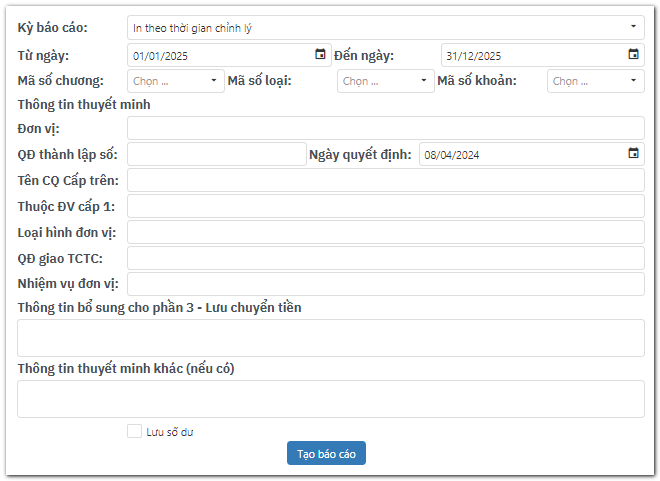 Kỳ báo cáo: In theo thời gian chỉnh lý
Từ ngày: 01/01/2025 Đến ngày: 31/12/2025
Mã số chương: Chọn ... Mã số loại: Chọn ... Mã số khoản: Chọn ...
Thông tin thuyết minh
Đơn vị:
QĐ thành lập số: Ngày quyết định: 08/04/2024
Tên CQ Cấp trên:
Thuộc ĐV cấp 1:
Loại hình đơn vị:
QĐ giao TCTC:
Nhiệm vụ đơn vị:
Thông tin bổ sung cho phần 3 - Lưu chuyển tiền
Thông tin thuyết minh khác (nếu có)
Lưu số dư
Tạo báo cáo